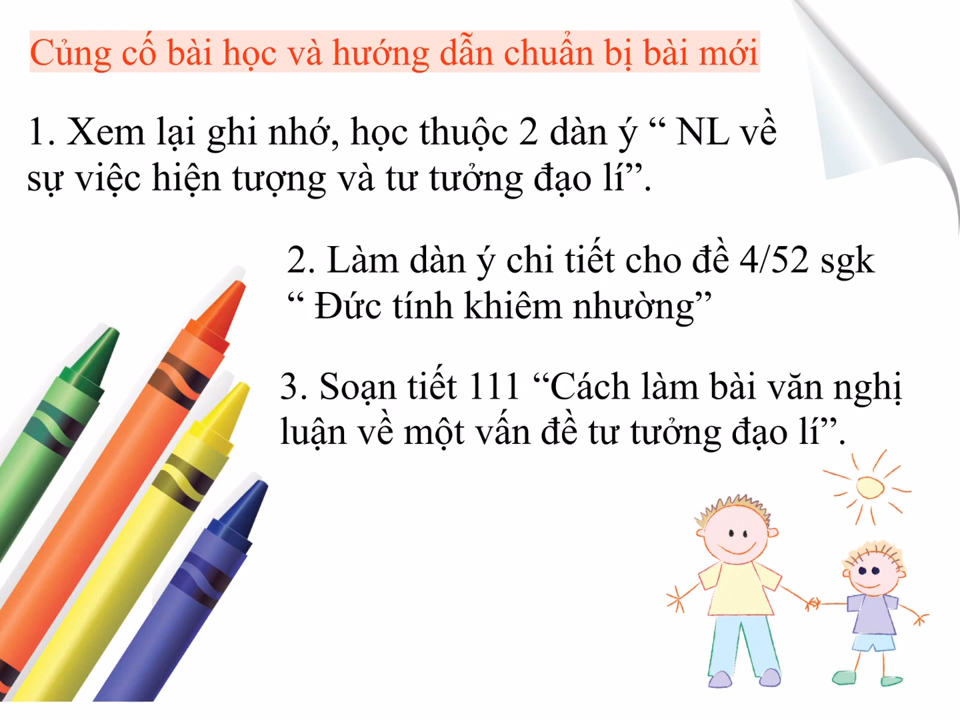 Củng cố bài học và hướng dẫn chuẩn bị bài mới
1. Xem lại ghi nhớ, học thuộc 2 dàn ý “ NL về
sự việc hiện tượng và tư tưởng đạo lí”.
2. Làm dàn ý chi tiết cho đề 4/52 sgk
“ Đức tính khiêm nhường”
3. Soạn tiết 111 “Cách làm bài văn nghị
luận về một vấn đề tư tưởng đạo lí”.